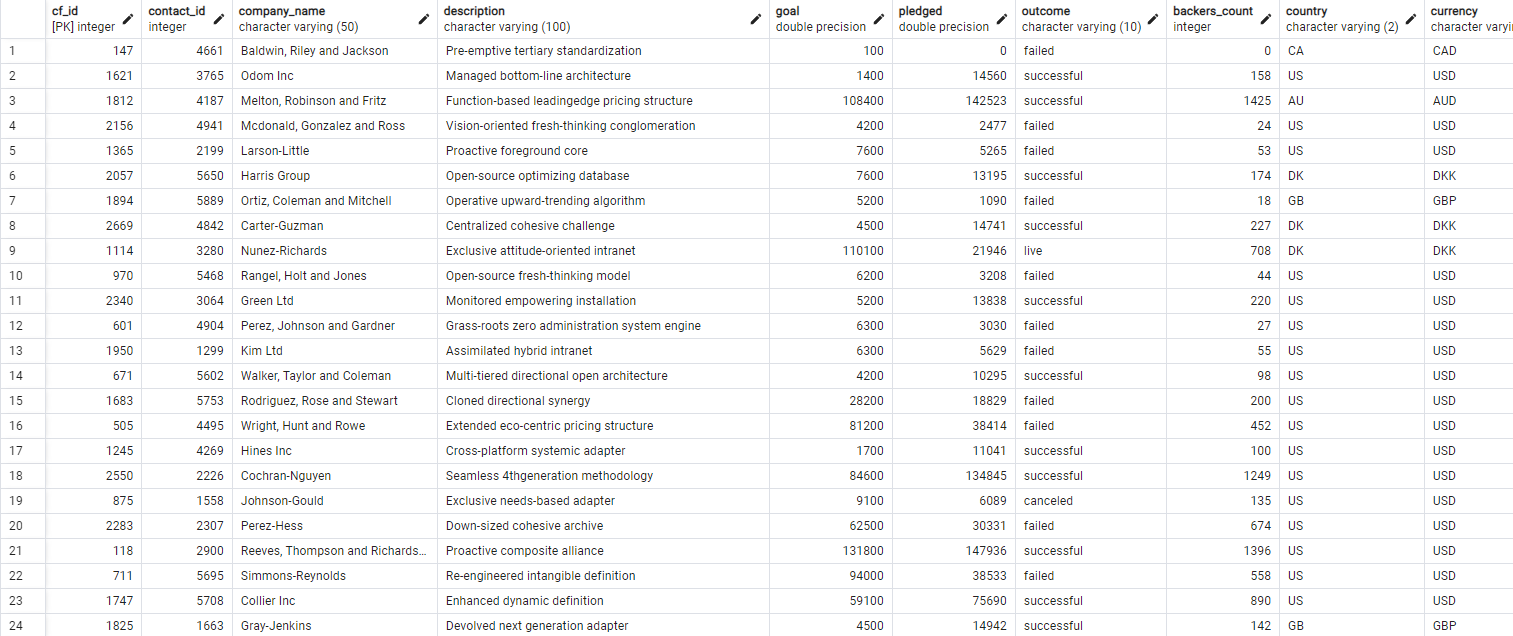 cf_id contact_id company_name description goal pledged outcome backers_count country currency
[PK] integer integer character varying (50) character varying (100) double precision double precision character varying (10) integer character varying (2) character varyin
1 147 4661 Baldwin, Riley and Jackson Pre-emptive tertiary standardization 100 0 failed 0 CA CAD
2 1621 3765 Odom Inc Managed bottom-line architecture 1400 14560 successful 158 US USD
3 1812 4187 Melton, Robinson and Fritz Function-based leadingedge pricing structure 108400 142523 successful 1425 AU AUD
4 2156 4941 Mcdonald, Gonzalez and Ross Vision-oriented fresh-thinking conglomeration 4200 2477 failed 24 US USD
5 1365 2199 Larson-Little Proactive foreground core 7600 5265 failed 53 US USD
6 2057 5650 Harris Group Open-source optimizing database 7600 13195 successful 174 DK DKK
7 1894 5889 Ortiz, Coleman and Mitchell Operative upward-trending algorithm 5200 1090 failed 18 GB GBP
8 2669 4842 Carter-Guzman Centralized cohesive challenge 4500 14741 successful 227 DK DKK
9 1114 3280 Nunez-Richards Exclusive attitude-oriented intranet 110100 21946 live 708 DK DKK
10 970 5468 Rangel, Holt and Jones Open-source fresh-thinking model 6200 3208 failed 44 US USD
11 2340 3064 Green Ltd Monitored empowering installation 5200 13838 successful 220 US USD
12 601 4904 Perez, Johnson and Gardner Grass-roots zero administration system engine 6300 3030 failed 27 US USD
13 1950 1299 Kim Ltd Assimilated hybrid intranet 6300 5629 failed 55 US USD
14 671 5602 Walker, Taylor and Coleman Multi-tiered directional open architecture 4200 10295 successful 98 US USD
15 1683 5753 Rodriguez, Rose and Stewart Cloned directional synergy 28200 18829 failed 200 US USD
16 505 4495 Wright, Hunt and Rowe Extended eco-centric pricing structure 81200 38414 failed 452 US USD
17 1245 4269 Hines Inc Cross-platform systemic adapter 1700 11041 successful 100 US USD
18 2550 2226 Cochran-Nguyen Seamless 4thgeneration methodology 84600 134845 successful 1249 US USD
19 875 1558 Johnson-Gould Exclusive needs-based adapter 9100 6089 canceled 135 US USD
20 2283 2307 Perez-Hess Down-sized cohesive archive 62500 30331 failed 674 US USD
21 118 2900 Reeves, Thompson and Richards... Proactive composite alliance 131800 147936 successful 1396 US USD
22 711 5695 Simmons-Reynolds Re-engineered intangible definition 94000 38533 failed 558 US USD
23 1747 5708 Collier Inc Enhanced dynamic definition 59100 75690 successful 890 US USD
24 1825 1663 Gray-Jenkins Devolved next generation adapter 4500 14942 successful 142 GB GBP